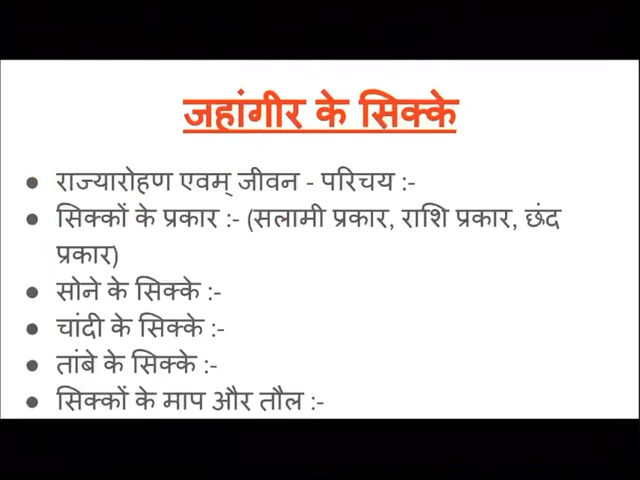 जहांगीर के सिक्के
● राज्यारोहण एवम् जीवन - परिचय :-
● सिक्कों के प्रकार :- (सलामी प्रकार, राशि प्रकार, छंद
प्रकार)
● सोने के सिक्के :-
● चांदी के सिक्के :-
● तांबे के सिक्के :-
● सिक्कों के माप और तौल :-